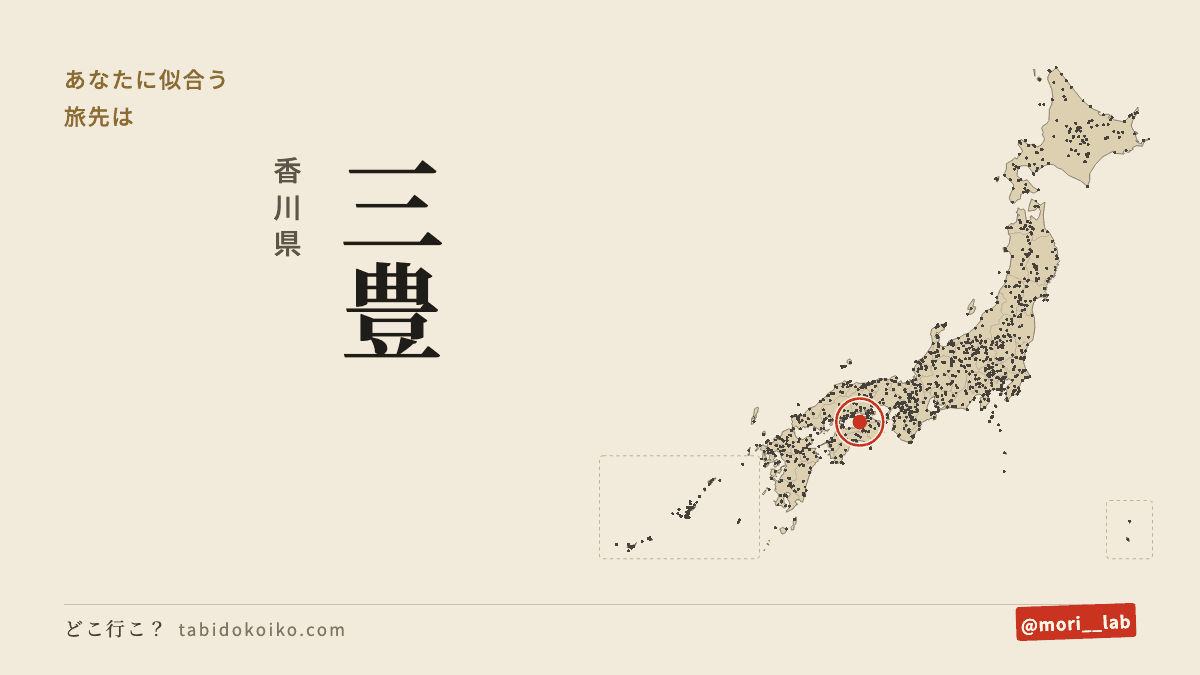 あなたに似合う
旅先は
三豊
香川県
どこ行こ？ tabidokoiko.com
@mori__lab